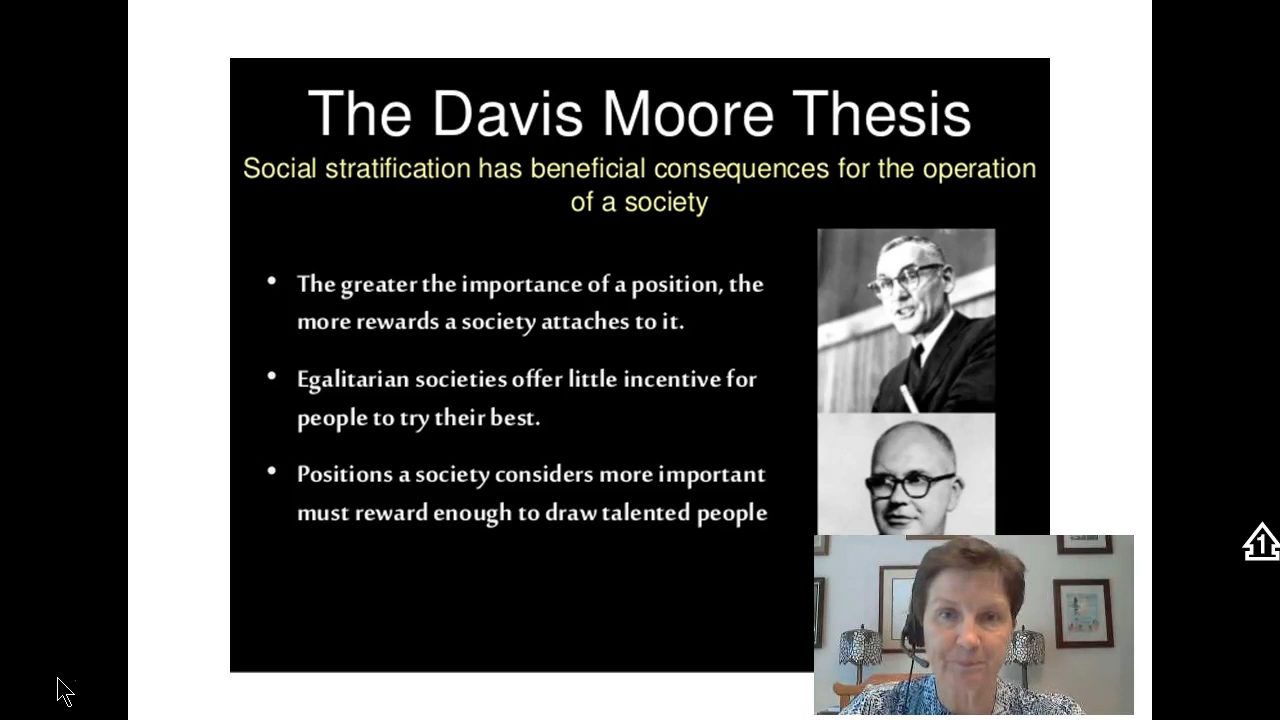 The Davis Moore Thesis
Social stratification has beneficial consequences for the operation
of a society
• The greater the importance of a position, the
more rewards a society attaches to it.
• Egalitarian societies offer little incentive for
people to try their best.
• Positions a society considers more important
must reward enough to draw talented people
1